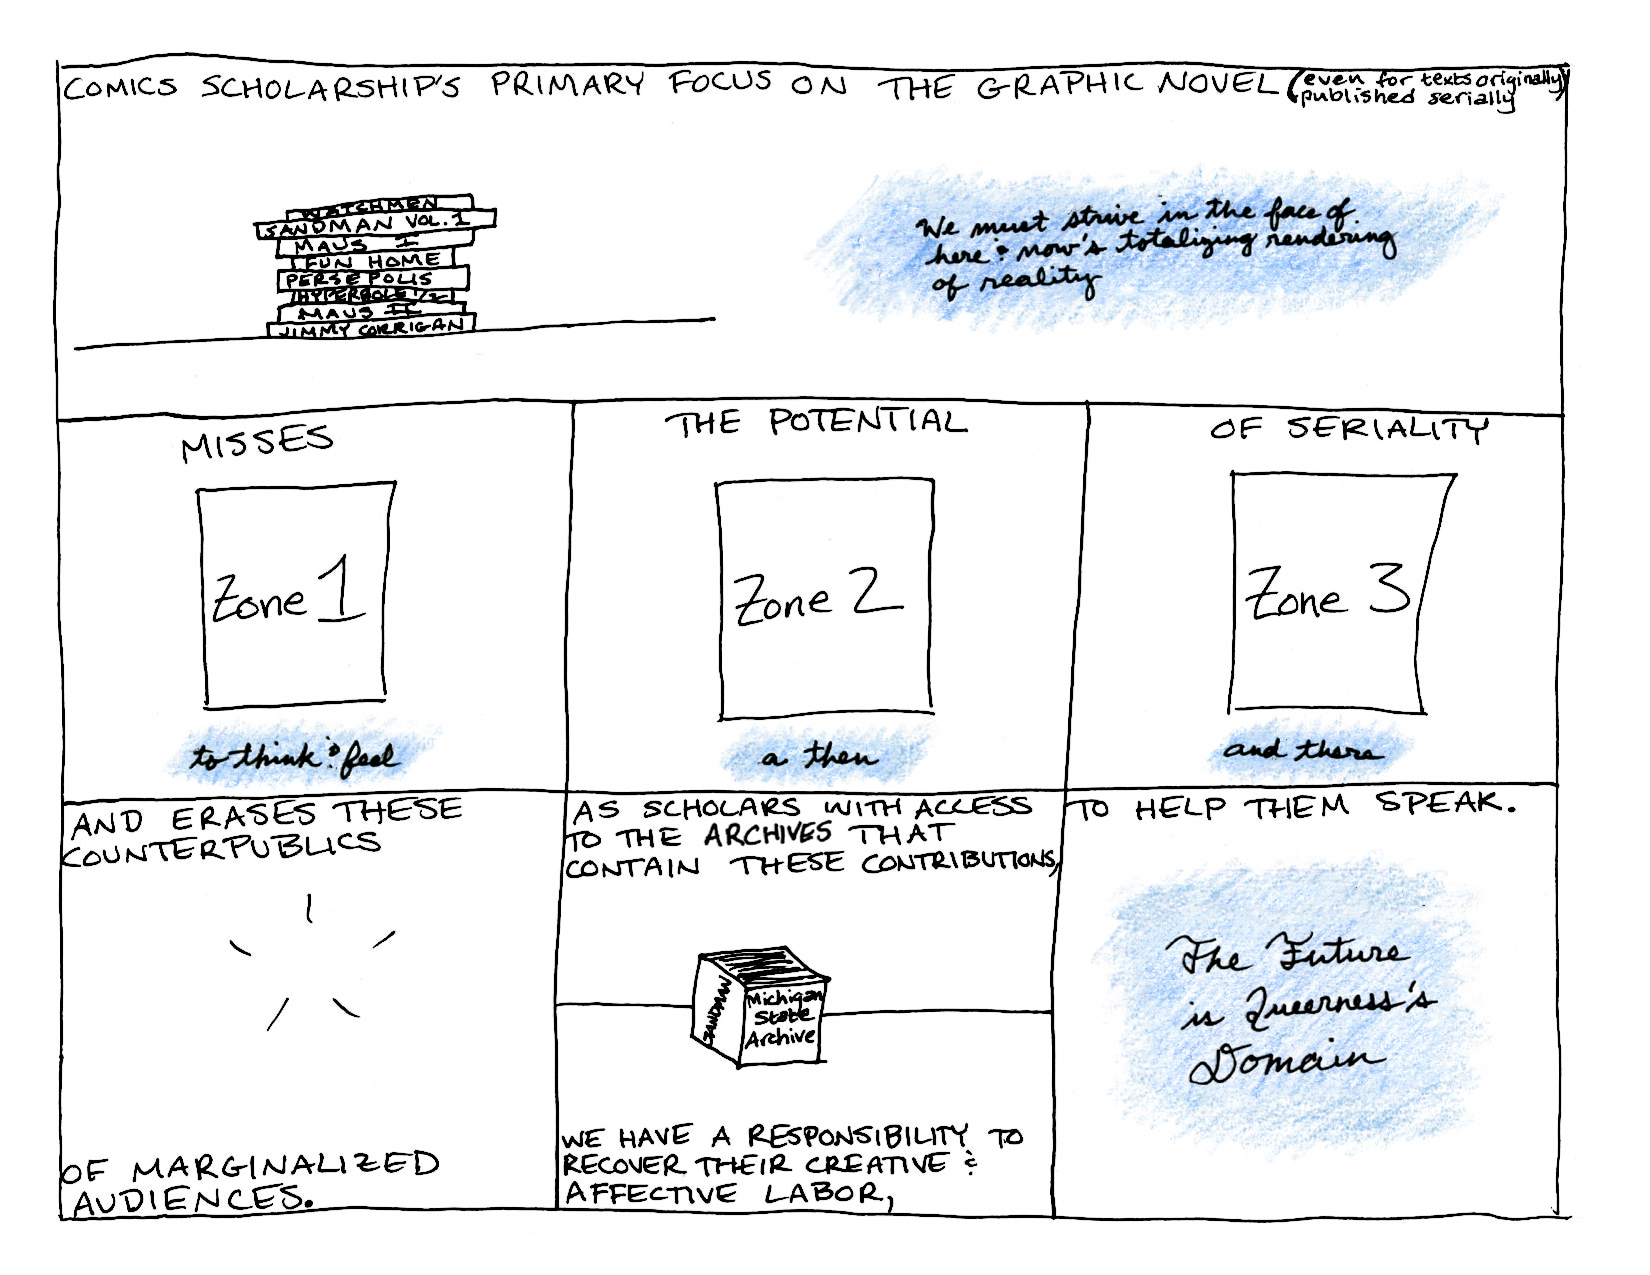 COMICS SCHOLARSHIP'S PRIMARY FOCUS ON THE GRAPHIC NOVEL (even for texts originally)
published serially
WATCHMEN
SANDMAN VOL. 1
MAUS I
FUN HOME
PERSEPOLIS
HYPERBOLE 1/2
MAUS II
JIMMY CORRIGAN
We must strive in the face of
here & now's totalizing rendering
of reality
MISSES
Zone 1
to think & feel
THE POTENTIAL
Zone 2
a then
OF SERIALITY
Zone 3
and there
AND ERASES THESE
COUNTERPUBLICS
OF MARGINALIZED
AUDIENCES.
AS SCHOLARS WITH ACCESS
TO THE ARCHIVES THAT
CONTAIN THESE CONTRIBUTIONS,
SANDMAN
Michigan
State
Archive
WE HAVE A RESPONSIBILITY TO
RECOVER THEIR CREATIVE &
AFFECTIVE LABOR,
TO HELP THEM SPEAK.
The Future
is Queerness's
Domain